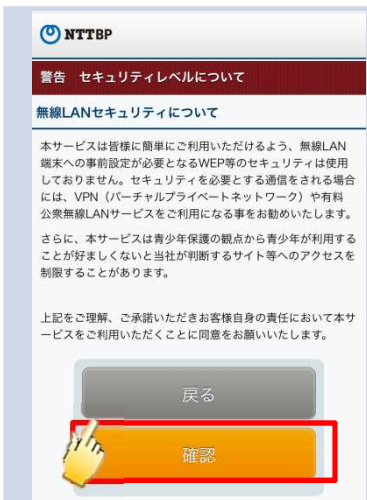 NTTBP
警告 セキュリティレベルについて
無線LANセキュリティについて
本サービスは皆様に簡単にご利用いただけるよう、無線LAN
端末への事前設定が必要となるWEP等のセキュリティは使用
しておりません。セキュリティを必要とする通信をされる場合
には、VPN（バーチャルプライベートネットワーク）や有料
公衆無線LANサービスをご利用になる事をお勧めいたします。
さらに、本サービスは青少年保護の観点から青少年が利用する
ことが好ましくないと当社が判断するサイト等へのアクセスを
制限することがあります。
上記をご理解、ご承諾いただきお客様自身の責任において本サ
ービスをご利用いただくことに同意をお願いいたします。
戻る
確認